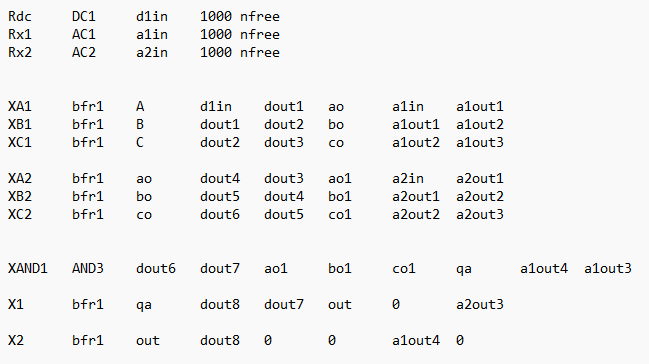 Rdc DC1 d1in 1000 nfree
Rx1 AC1 a1in 1000 nfree
Rx2 AC2 a2in 1000 nfree
XA1 bfr1 A d1in dout1 ao a1in a1out1
XB1 bfr1 B dout1 dout2 bo a1out1 a1out2
XC1 bfr1 C dout2 dout3 co a1out2 a1out3
XA2 bfr1 ao dout4 dout3 ao1 a2in a2out1
XB2 bfr1 bo dout5 dout4 bo1 a2out1 a2out2
XC2 bfr1 co dout6 dout5 co1 a2out2 a2out3
XAND1 AND3 dout6 dout7 ao1 bo1 co1 qa a1out4 a1out3
X1 bfr1 qa dout8 dout7 out 0 a2out3
X2 bfr1 out dout8 0 0 a1out4 0